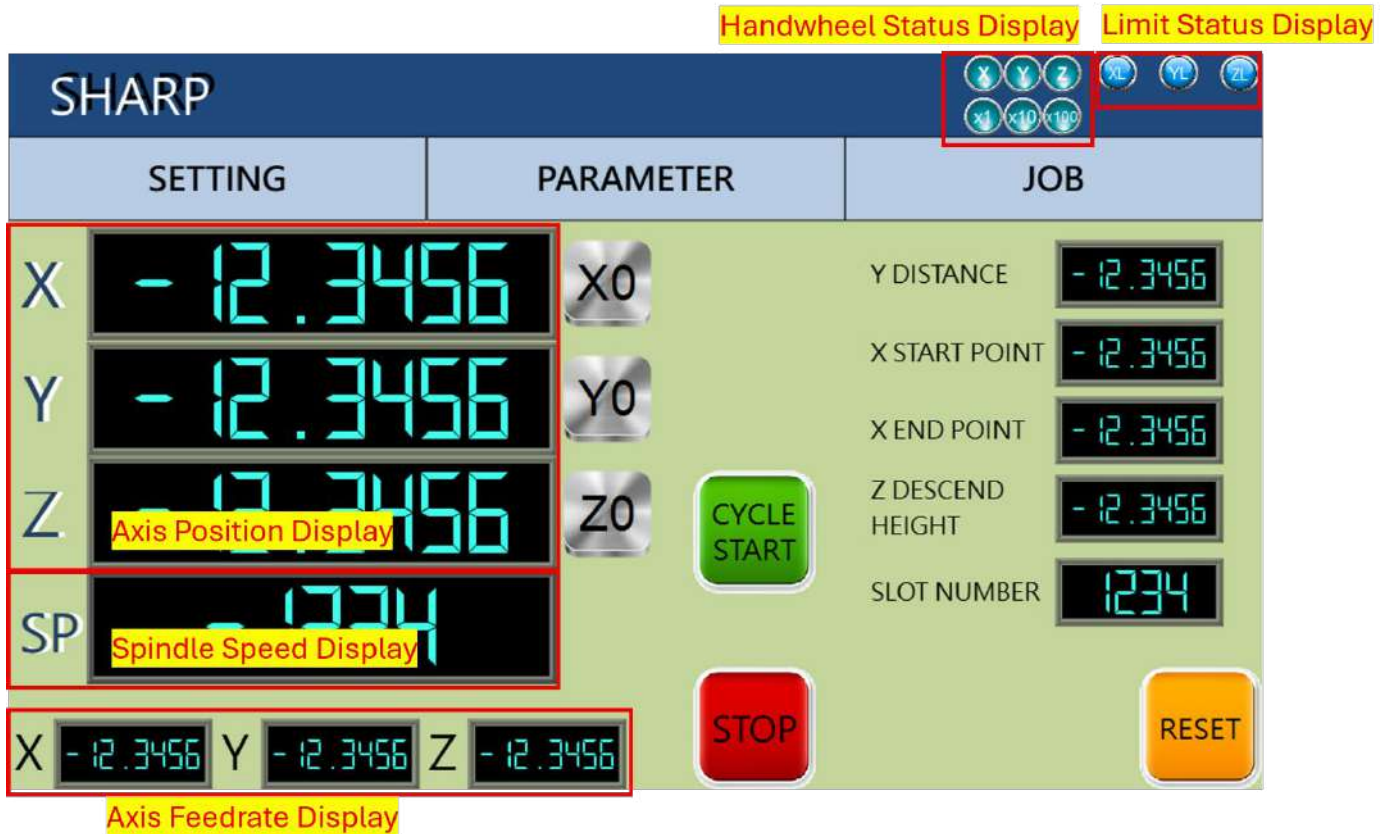 Handwheel Status Display Limit Status Display
SHARP
X Y Z XL YL ZL
x1 x10 x100
SETTING PARAMETER JOB
X -12.3456 X0
Y -12.3456 Y0
Z -12.3456 Z0
Axis Position Display
SP -1234
Spindle Speed Display
CYCLE
START
Y DISTANCE -12.3456
X START POINT -12.3456
X END POINT -12.3456
Z DESCEND
HEIGHT -12.3456
SLOT NUMBER 1234
STOP
RESET
X -12.3456 Y -12.3456 Z -12.3456
Axis Feedrate Display